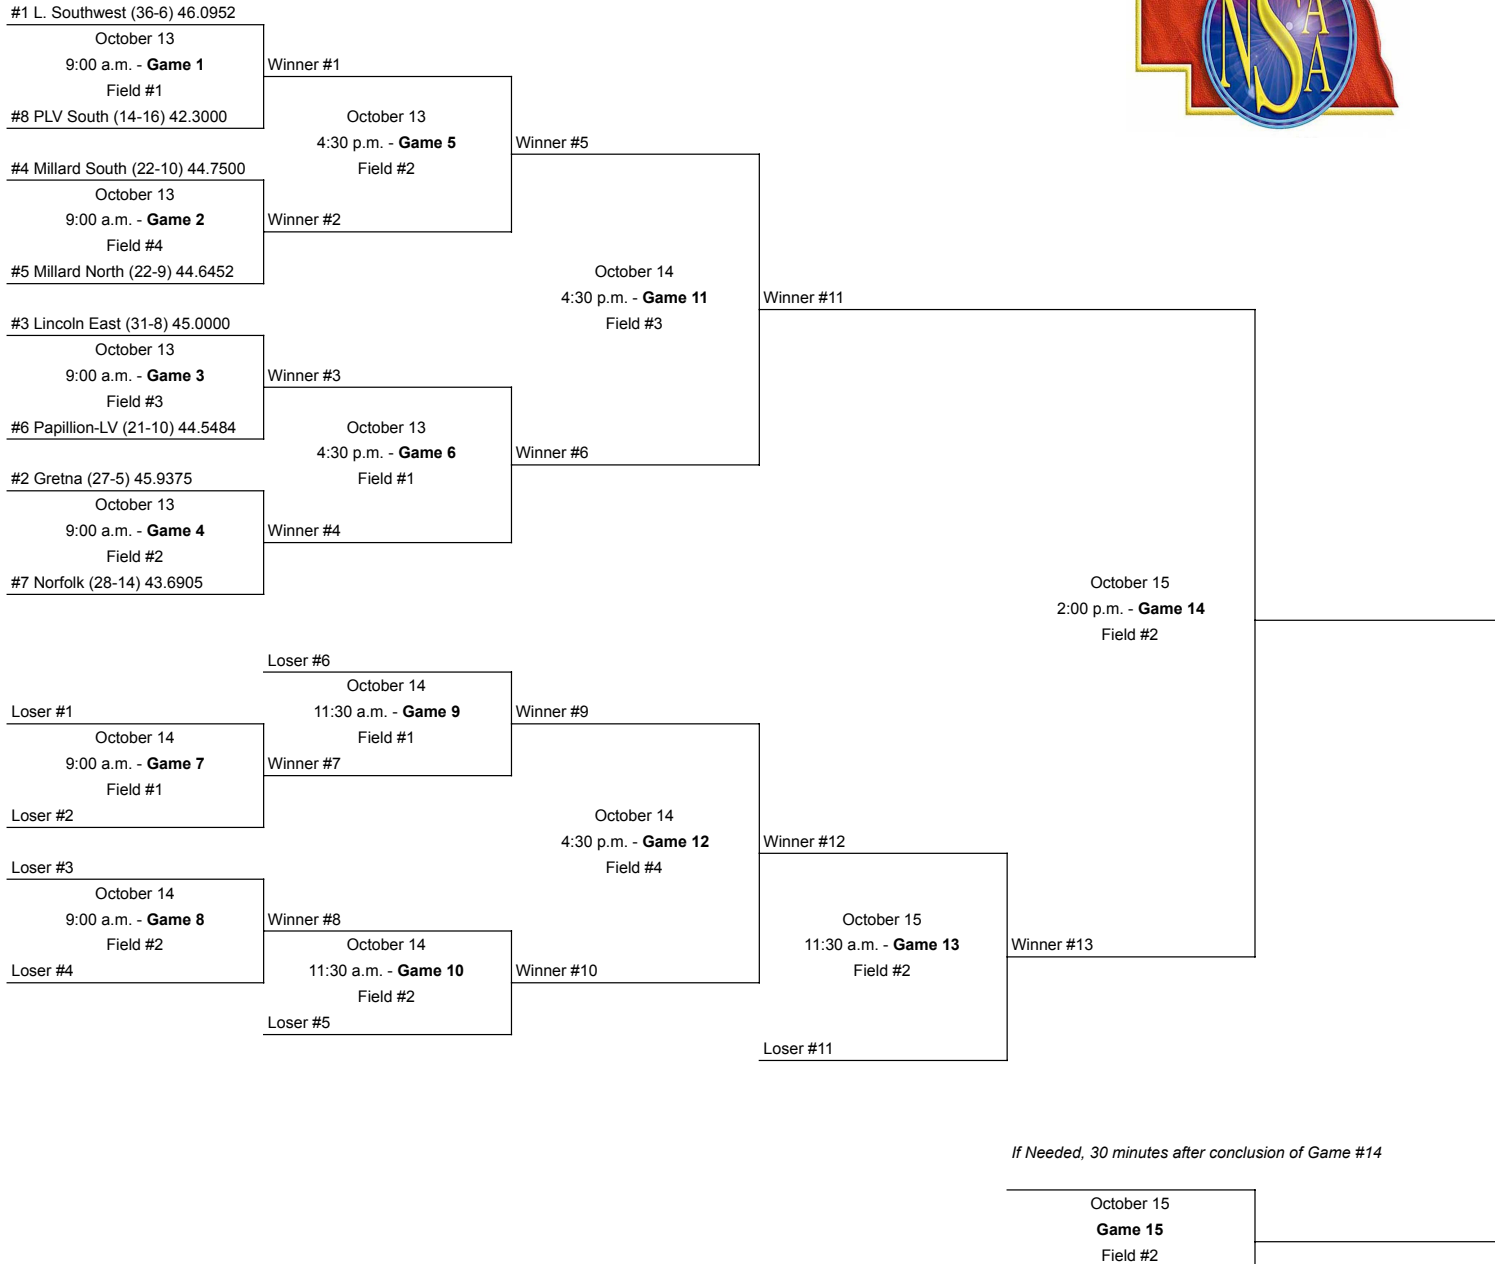 #1 L. Southwest (36-6) 46.0952
October 13
9:00 a.m. - Game 1
Field #1
#8 PLV South (14-16) 42.3000
Winner #1
October 13
4:30 p.m. - Game 5
Field #2
Winner #2
#4 Millard South (22-10) 44.7500
October 13
9:00 a.m. - Game 2
Field #4
#5 Millard North (22-9) 44.6452
Winner #5
October 14
4:30 p.m. - Game 11
Field #3
Winner #6
#3 Lincoln East (31-8) 45.0000
October 13
9:00 a.m. - Game 3
Field #3
#6 Papillion-LV (21-10) 44.5484
Winner #3
October 13
4:30 p.m. - Game 6
Field #1
Winner #4
#2 Gretna (27-5) 45.9375
October 13
9:00 a.m. - Game 4
Field #2
#7 Norfolk (28-14) 43.6905
Winner #11
October 15
2:00 p.m. - Game 14
Field #2
Winner #13
Loser #6
October 14
11:30 a.m. - Game 9
Field #1
Winner #7
Loser #1
October 14
9:00 a.m. - Game 7
Field #1
Loser #2
Winner #9
October 14
4:30 p.m. - Game 12
Field #4
Winner #10
Loser #3
October 14
9:00 a.m. - Game 8
Field #2
Loser #4
Winner #8
October 14
11:30 a.m. - Game 10
Field #2
Loser #5
Winner #12
October 15
11:30 a.m. - Game 13
Field #2
Loser #11
If Needed, 30 minutes after conclusion of Game #14
October 15
Game 15
Field #2
NSAA